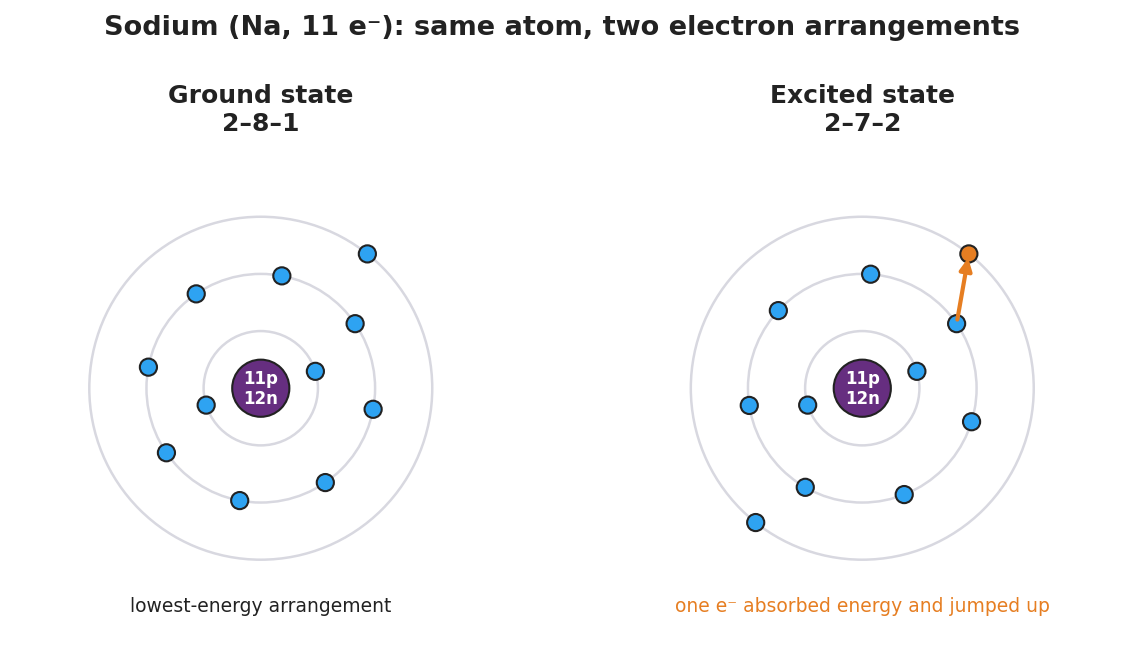 Sodium (Na, 11 e⁻): same atom, two electron arrangements
Ground state
2–8–1
Excited state
2–7–2
11p
12n
11p
12n
lowest-energy arrangement
one e⁻ absorbed energy and jumped up